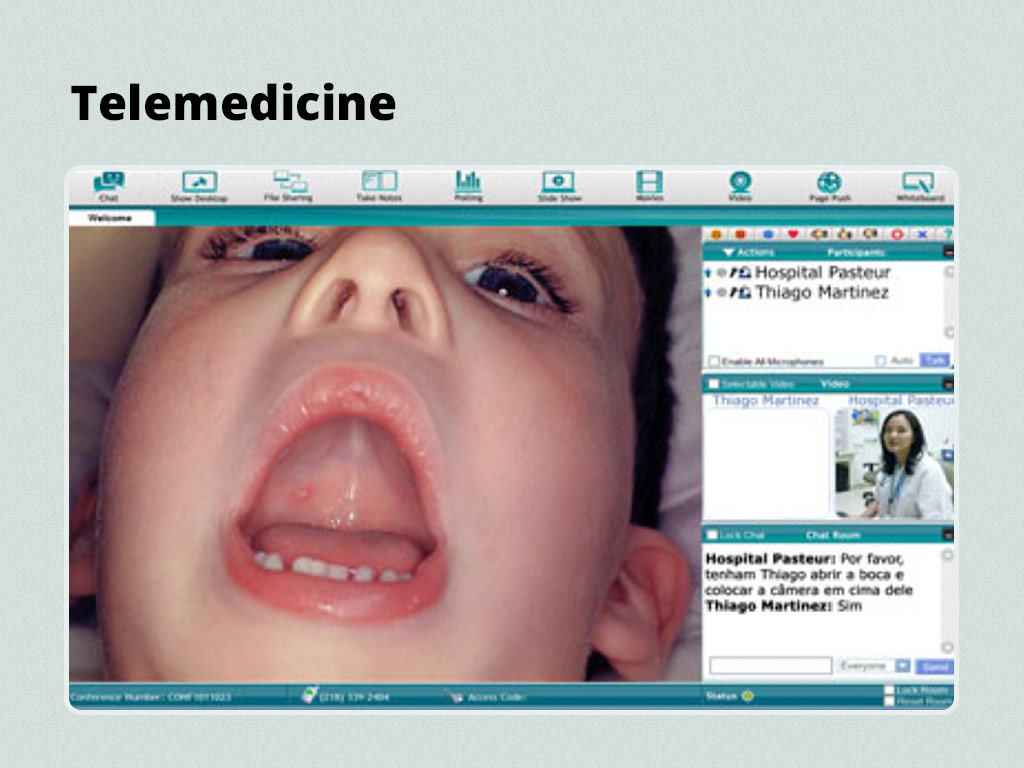 Telemedicine
Chat
Show Desktop
File Sharing
Take Notes
Polling
Slide Show
Movies
Video
Page Push
Whiteboard
Welcome
Actions Participants:
Hospital Pasteur
Thiago Martinez
Enable All Microphones Auto Talk
Selectable Video Video
Thiago Martinez Hospital Pasteur
Lock Chat Chat Room
Hospital Pasteur: Por favor,
tenham Thiago abrir a boca e
colocar a câmera em cima dele
Thiago Martinez: Sim
Everyone Send
Conference Number: CONF1011023
(218) 339-2404
Access Code:
Status
Lock Room
Reset Room